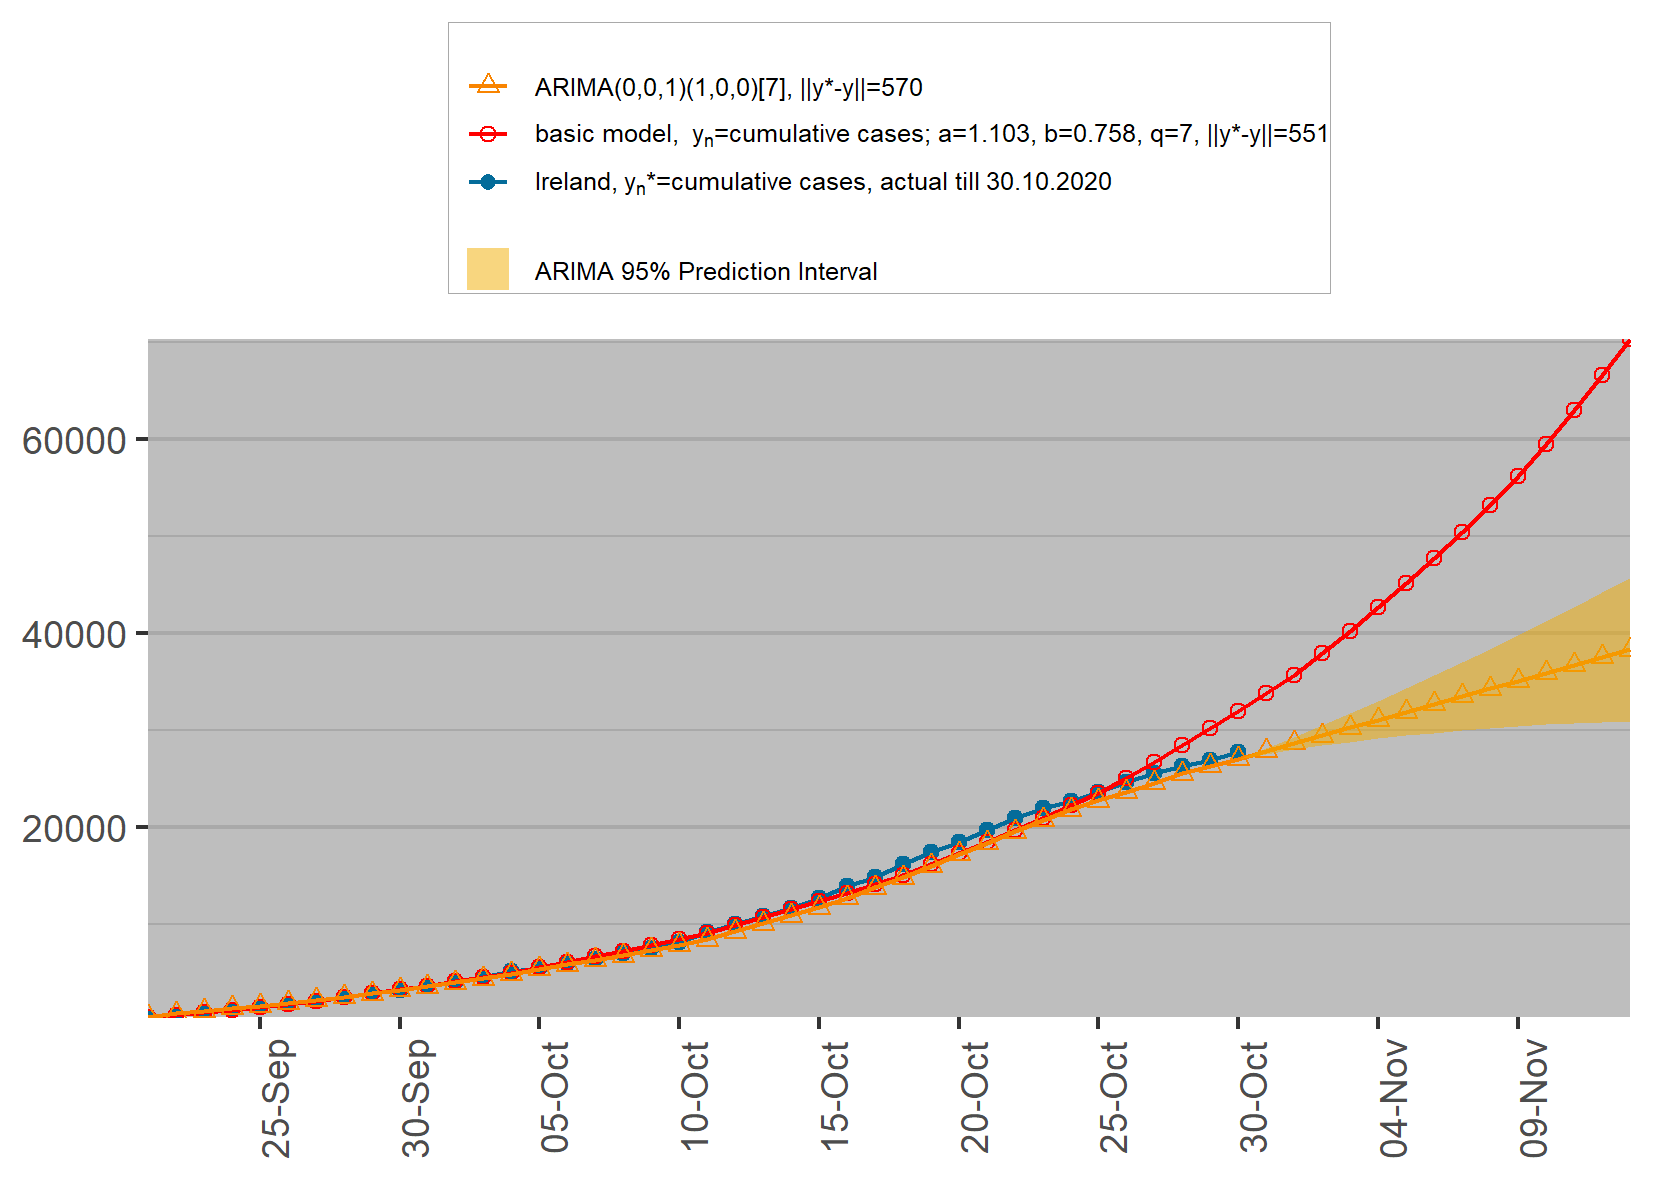 ARIMA(0,0,1)(1,0,0)[7], ||y*-y||=570
basic model,  yn=cumulative cases; a=1.103, b=0.758, q=7, ||y*-y||=551
Ireland, yn*=cumulative cases, actual till 30.10.2020
ARIMA 95% Prediction Interval
60000
40000
20000
25-Sep
30-Sep
05-Oct
10-Oct
15-Oct
20-Oct
25-Oct
30-Oct
04-Nov
09-Nov